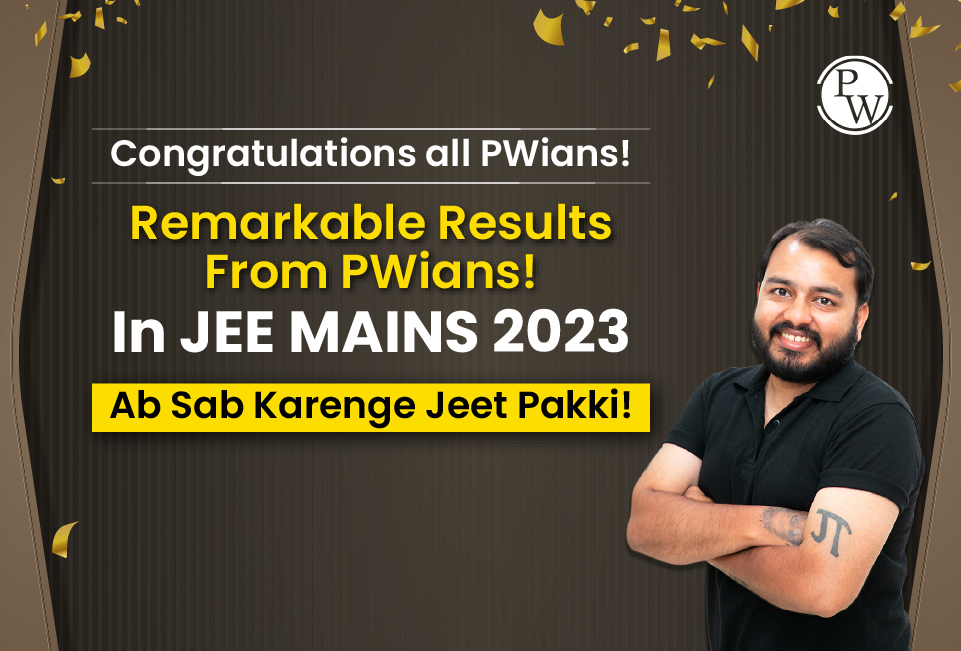 PW
Congratulations all PWians!
Remarkable Results
From PWians!
In JEE MAINS 2023
Ab Sab Karenge Jeet Pakki!
π